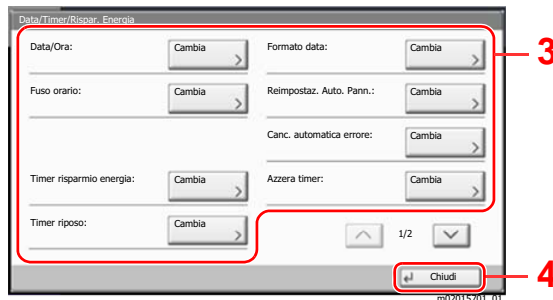 Data/Timer/Rispar. Energia
Data/Ora:
Cambia
Formato data:
Cambia
3
Fuso orario:
Cambia
Reimpostaz. Auto. Pann.:
Cambia
Canc. automatica errore:
Cambia
Timer risparmio energia:
Cambia
Azzera timer:
Cambia
Timer riposo:
Cambia
1/2
Chiudi
4
m02015701_01